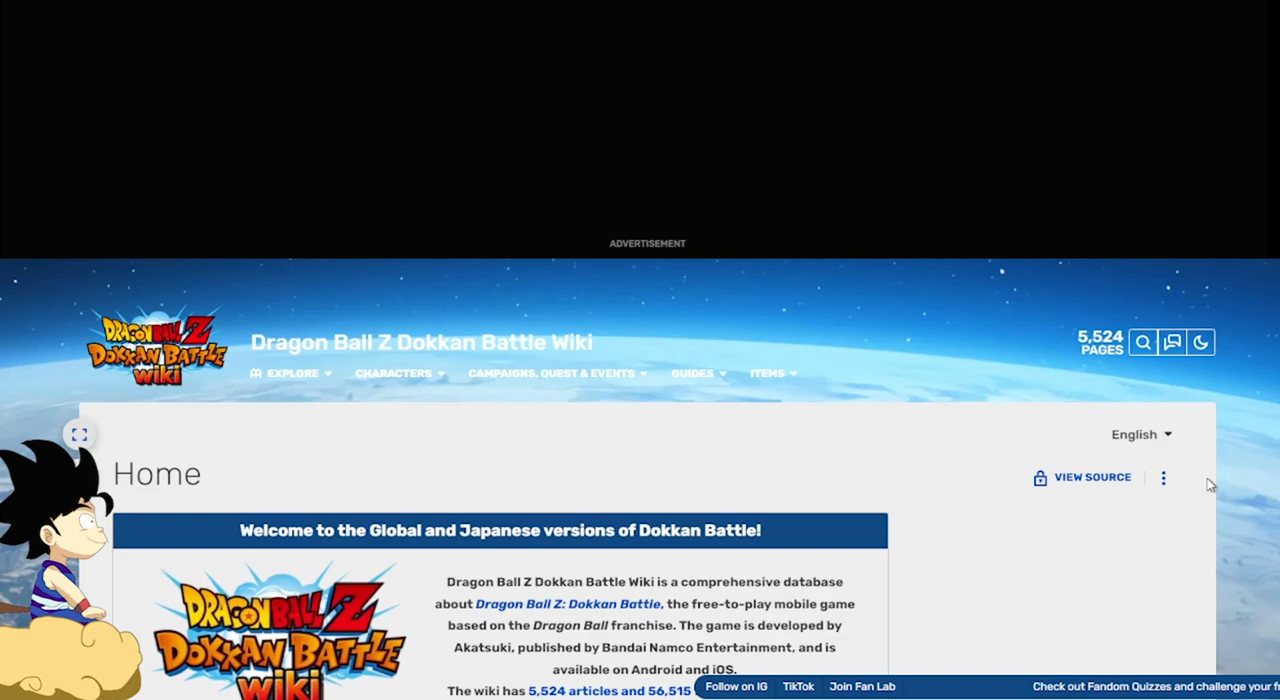 ADVERTISEMENT
DRAGON BALL Z
DOKKAN BATTLE
wiki
Dragon Ball Z Dokkan Battle Wiki
EXPLORE
CHARACTERS
CAMPAIGNS, QUEST & EVENTS
GUIDES
ITEMS
5,524
PAGES
English
Home
VIEW SOURCE
Welcome to the Global and Japanese versions of Dokkan Battle!
DRAGON BALL Z
DOKKAN BATTLE
wiki
Dragon Ball Z Dokkan Battle Wiki is a comprehensive database
about Dragon Ball Z: Dokkan Battle, the free-to-play mobile game
based on the Dragon Ball franchise. The game is developed by
Akatsuki, published by Bandai Namco Entertainment, and is
available on Android and iOS.
The wiki has 5,524 articles and 56,515
Follow on IG
TikTok
Join Fan Lab
Check out Fandom Quizzes and challenge your